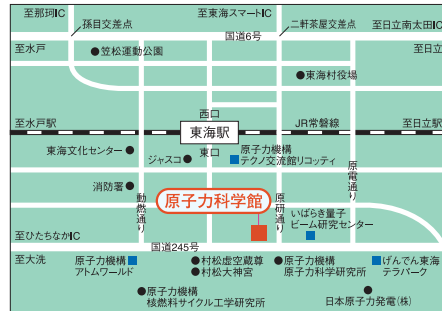 至那珂IC
至東海スマートIC
孫目交差点
二軒茶屋交差点
至日立南太田IC
国道6号
至水戸
至日立
笠松運動公園
東海村役場
西口
至水戸駅
東海駅
JR常磐線
至日立駅
東口
東海文化センター
ジャスコ
原子力機構
テクノ交流館リコッティ
原電通り
消防署
動燃通り
原子力科学館
原研通り
いばらき量子
ビーム研究センター
至ひたちなかIC
国道245号
至大洗
原子力機構
アトムワールド
村松虚空蔵尊
村松大神宮
原子力機構
原子力科学研究所
げんでん東海
テラパーク
原子力機構
核燃料サイクル工学研究所
日本原子力発電(株)